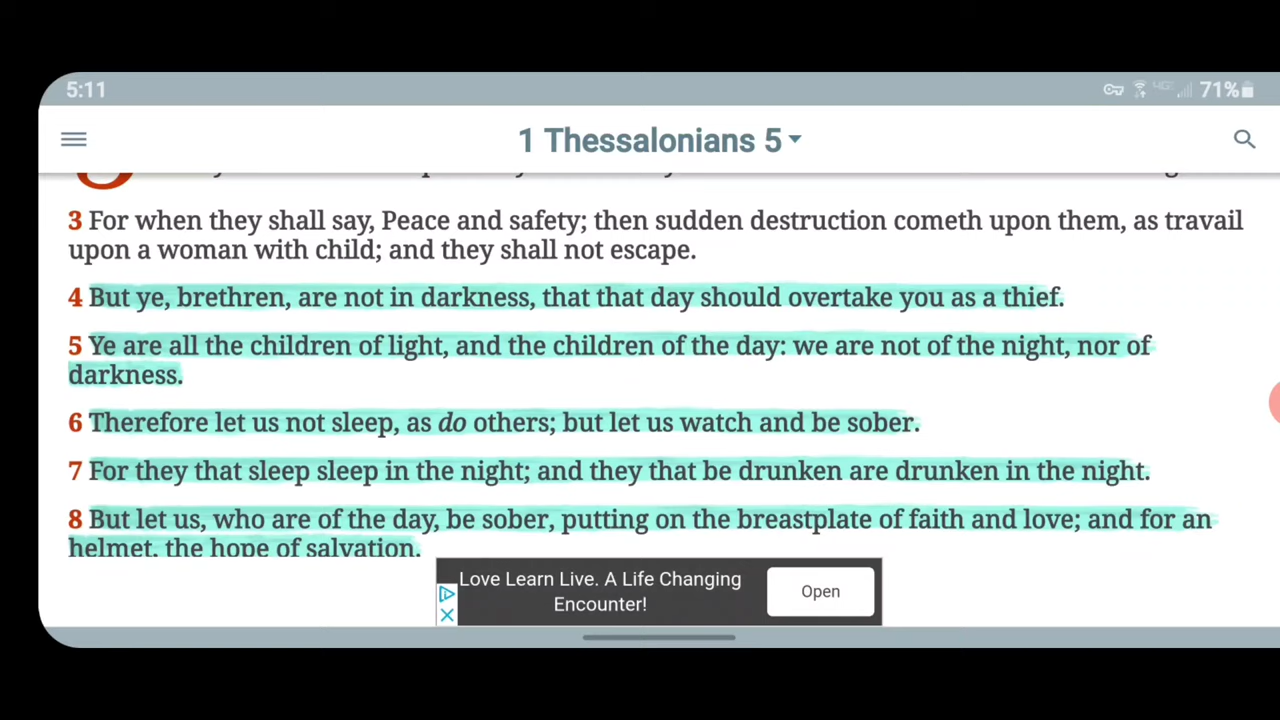 5:11
71%
1 Thessalonians 5
3 For when they shall say, Peace and safety; then sudden destruction cometh upon them, as travail
upon a woman with child; and they shall not escape.
4 But ye, brethren, are not in darkness, that that day should overtake you as a thief.
5 Ye are all the children of light, and the children of the day: we are not of the night, nor of
darkness.
6 Therefore let us not sleep, as do others; but let us watch and be sober.
7 For they that sleep sleep in the night; and they that be drunken are drunken in the night.
8 But let us, who are of the day, be sober, putting on the breastplate of faith and love; and for an
helmet, the hope of salvation.
Love Learn Live. A Life Changing
Encounter!
Open